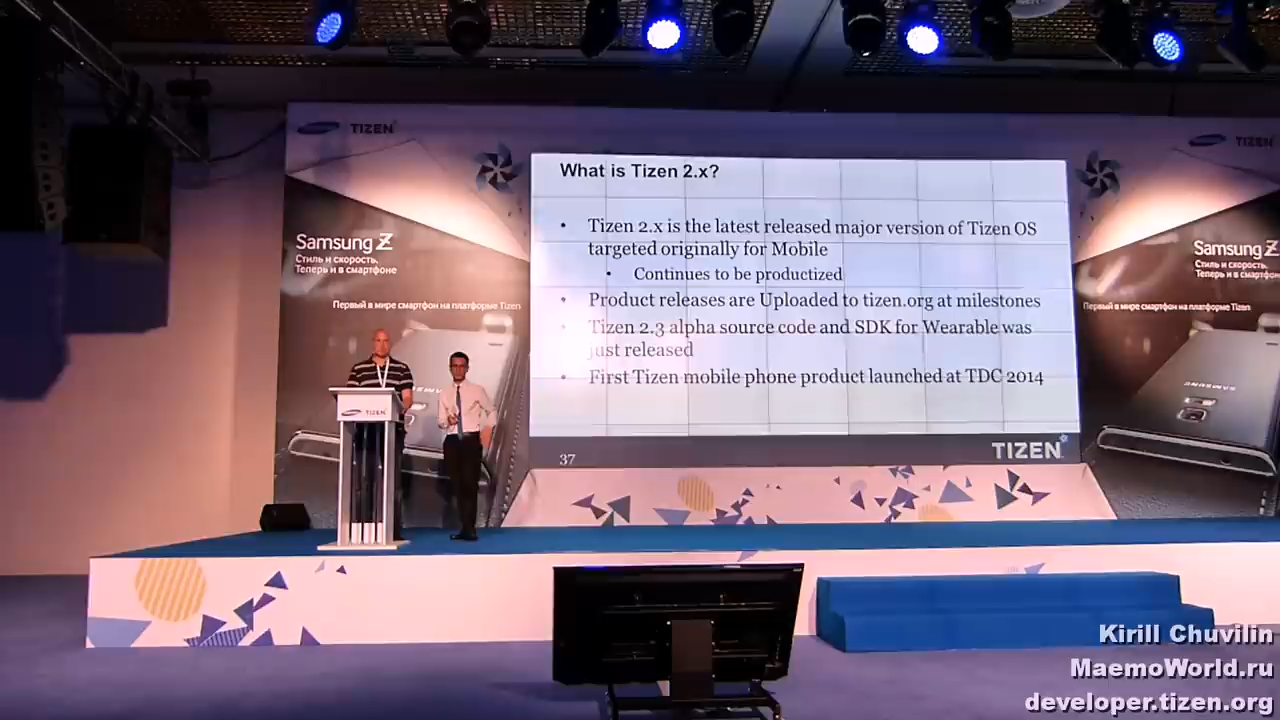 TIZEN
TIZEN
Samsung Z
Стиль и скорость.
Теперь и в смартфоне
Первый в мире смартфон на платформе Tizen
What is Tizen 2.x?
• Tizen 2.x is the latest released major version of Tizen OS
targeted originally for Mobile
• Continues to be productized
• Product releases are Uploaded to tizen.org at milestones
• Tizen 2.3 alpha source code and SDK for Wearable was
just released
• First Tizen mobile phone product launched at TDC 2014
37
TIZEN
Samsung Z
Стиль и скорость.
Теперь и в смартфоне
Первый в мире смартфон на платформе Tizen
SAMSUNG
TIZEN
Kirill Chuvilin
MaemoWorld.ru
developer.tizen.org